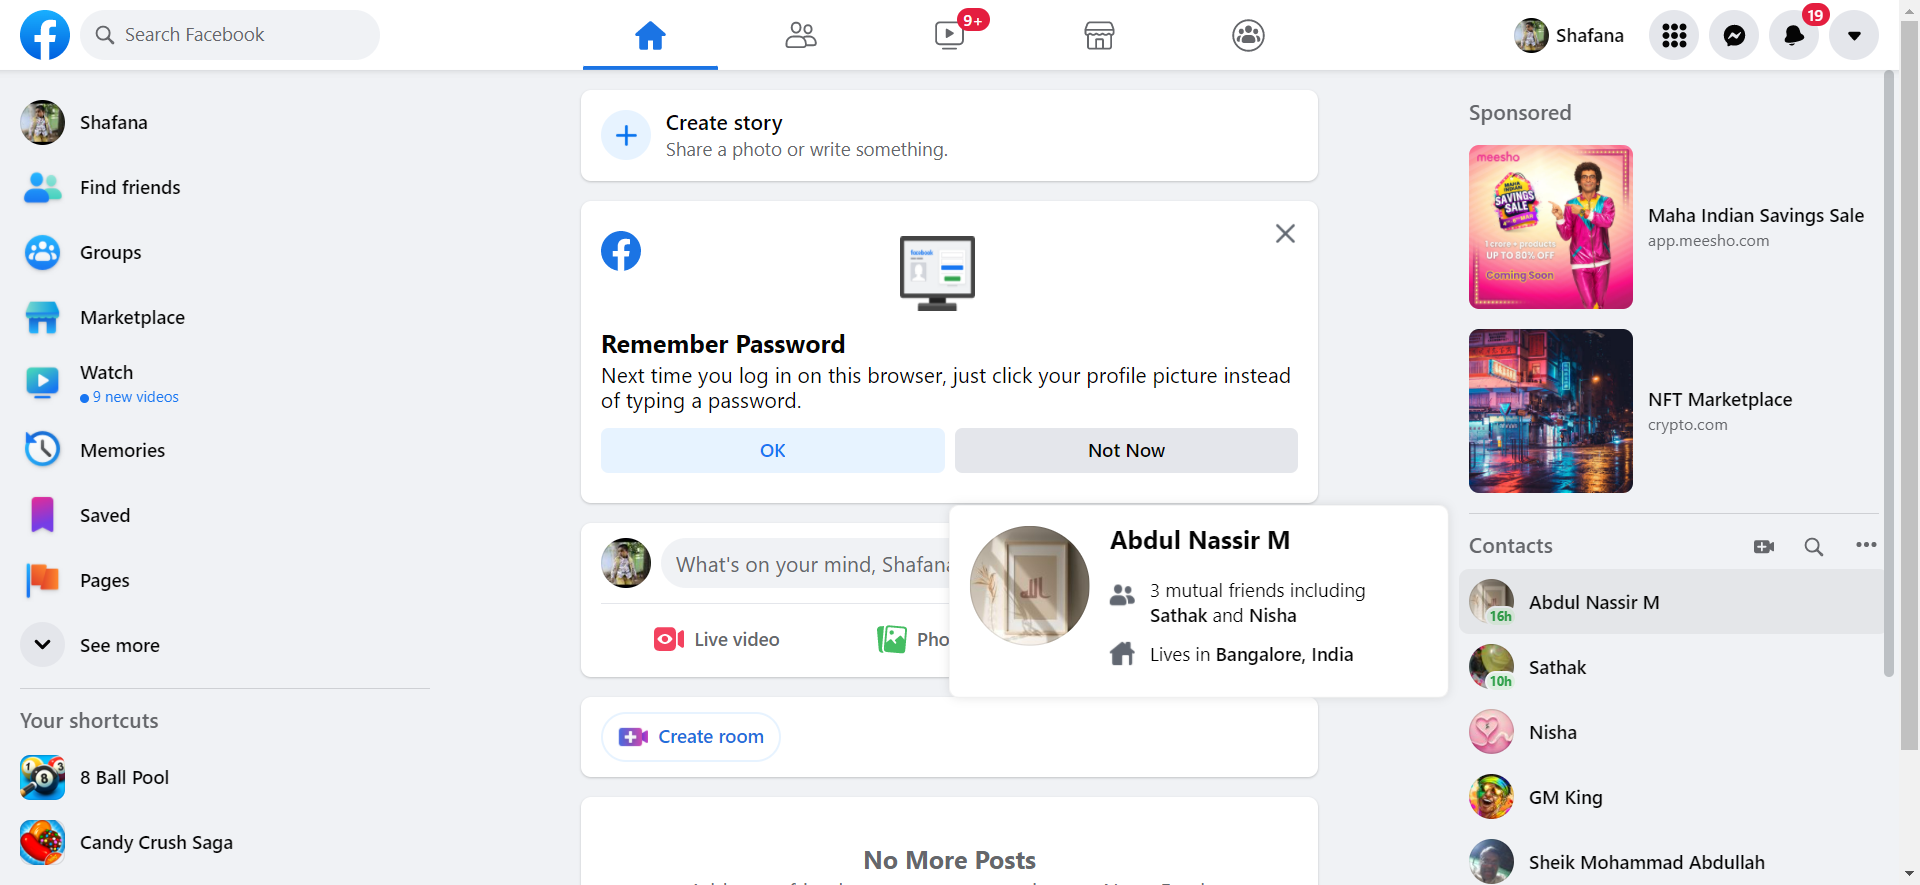 Search Facebook
9+
Shafana
19
Shafana
Find friends
Groups
Marketplace
Watch
9 new videos
Memories
Saved
Pages
See more
Your shortcuts
8 Ball Pool
Candy Crush Saga
Create story
Share a photo or write something.
facebook
Remember Password
Next time you log in on this browser, just click your profile picture instead
of typing a password.
OK
Not Now
What's on your mind, Shafana
Live video
Pho
Create room
No More Posts
Abdul Nassir M
3 mutual friends including
Sathak and Nisha
Lives in Bangalore, India
Sponsored
meesho
MAHA
INDIAN
SAVINGS
SALE
1 crore+ products
UP TO 80% OFF
Coming Soon
Maha Indian Savings Sale
app.meesho.com
NFT Marketplace
crypto.com
Contacts
Abdul Nassir M
16h
Sathak
10h
Nisha
GM King
Sheik Mohammad Abdullah